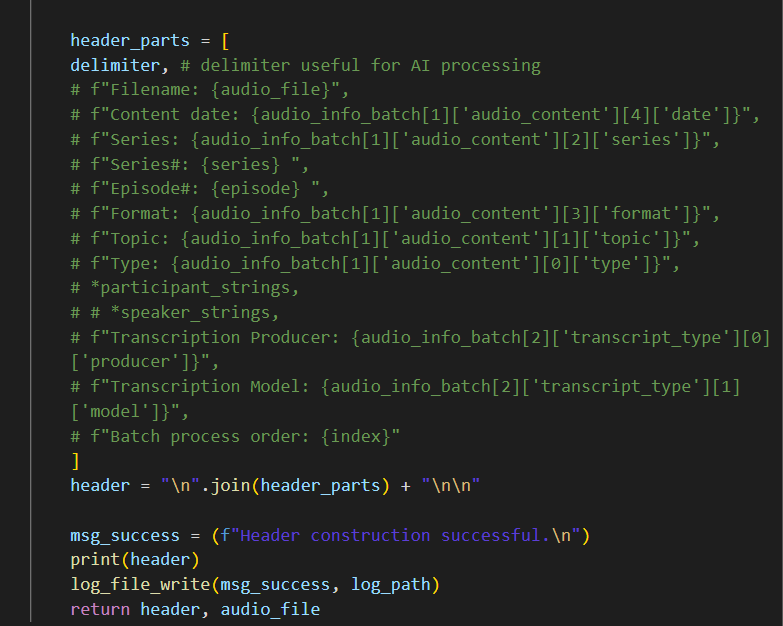 header_parts = [
delimiter, # delimiter useful for AI processing
# f"Filename: {audio_file}",
# f"Content date: {audio_info_batch[1]['audio_content'][4]['date']}",
# f"Series: {audio_info_batch[1]['audio_content'][2]['series']}",
# f"Series#: {series} ",
# f"Episode#: {episode} ",
# f"Format: {audio_info_batch[1]['audio_content'][3]['format']}",
# f"Topic: {audio_info_batch[1]['audio_content'][1]['topic']}",
# f"Type: {audio_info_batch[1]['audio_content'][0]['type']}",
# *participant_strings,
# # *speaker_strings,
# f"Transcription Producer: {audio_info_batch[2]['transcript_type'][0]
['producer']}",
# f"Transcription Model: {audio_info_batch[2]['transcript_type'][1]
['model']}",
# f"Batch process order: {index}"
]
header = "\n".join(header_parts) + "\n\n"
msg_success = (f"Header construction successful.\n")
print(header)
log_file_write(msg_success, log_path)
return header, audio_file